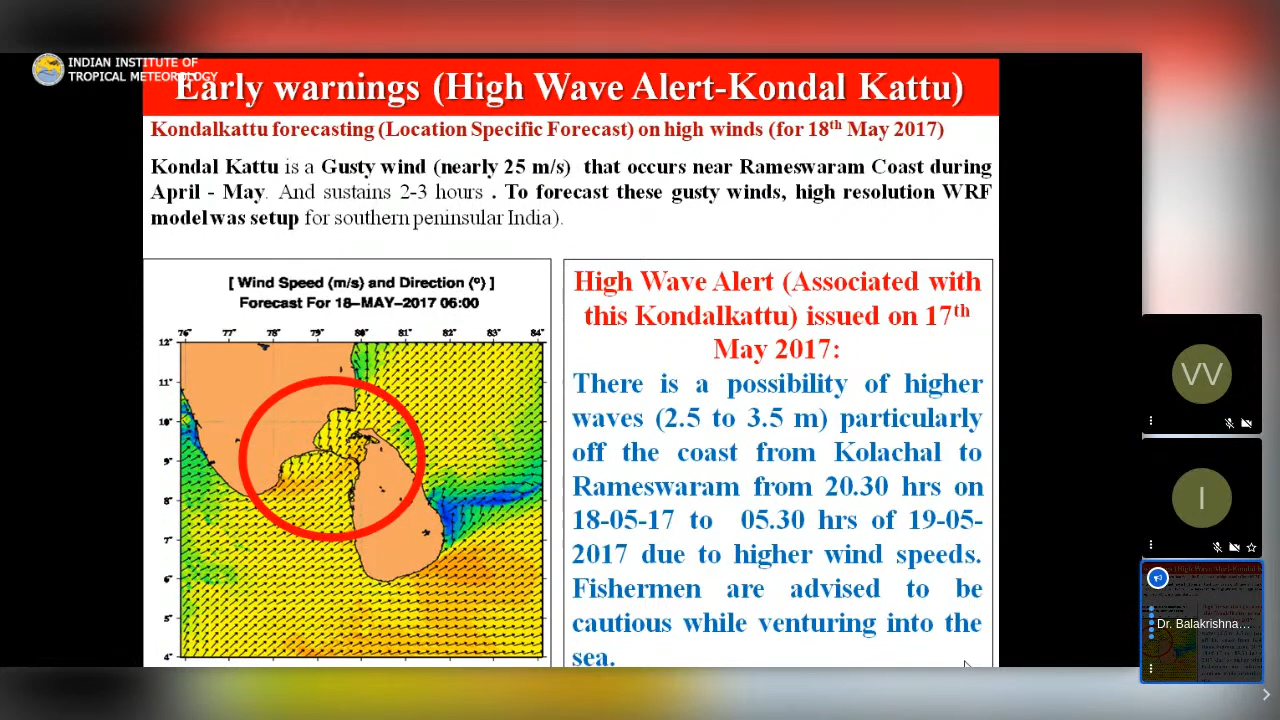 INDIAN INSTITUTE OF
TROPICAL METEOROLOGY
Early warnings (High Wave Alert-Kondal Kattu)
Kondalkattu forecasting (Location Specific Forecast) on high winds (for 18th May 2017)
Kondal Kattu is a Gusty wind (nearly 25 m/s) that occurs near Rameswaram Coast during
April - May. And sustains 2-3 hours . To forecast these gusty winds, high resolution WRF
model was setup for southern peninsular India).
[ Wind Speed (m/s) and Direction (º) ]
Forecast For 18–MAY–2017 06:00
76° 77° 78° 79° 80° 81° 82° 83° 84°
12°
11°
10°
9°
8°
7°
6°
5°
4°
High Wave Alert (Associated with
this Kondalkattu) issued on 17th
May 2017:
There is a possibility of higher
waves (2.5 to 3.5 m) particularly
off the coast from Kolachal to
Rameswaram from 20.30 hrs on
18-05-17 to 05.30 hrs of 19-05-
2017 due to higher wind speeds.
Fishermen are advised to be
cautious while venturing into the
sea.
VV
I
Dr. Balakrishna...